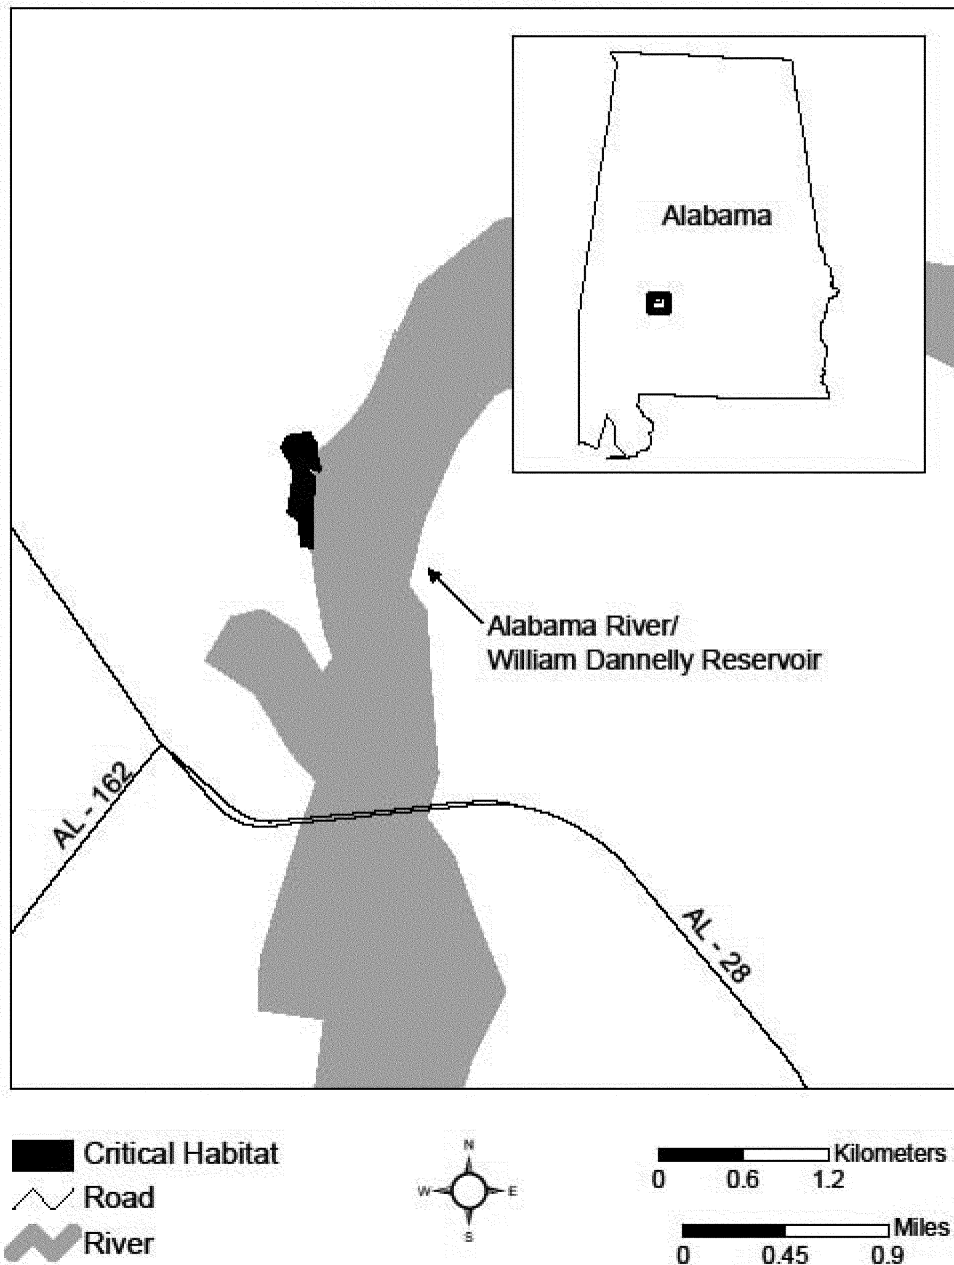 Alabama
Alabama River/
William Dannelly Reservoir
AL - 162
AL - 28
Critical Habitat
Road
River
N
W E
S
Kilometers
0 0.6 1.2
Miles
0 0.45 0.9